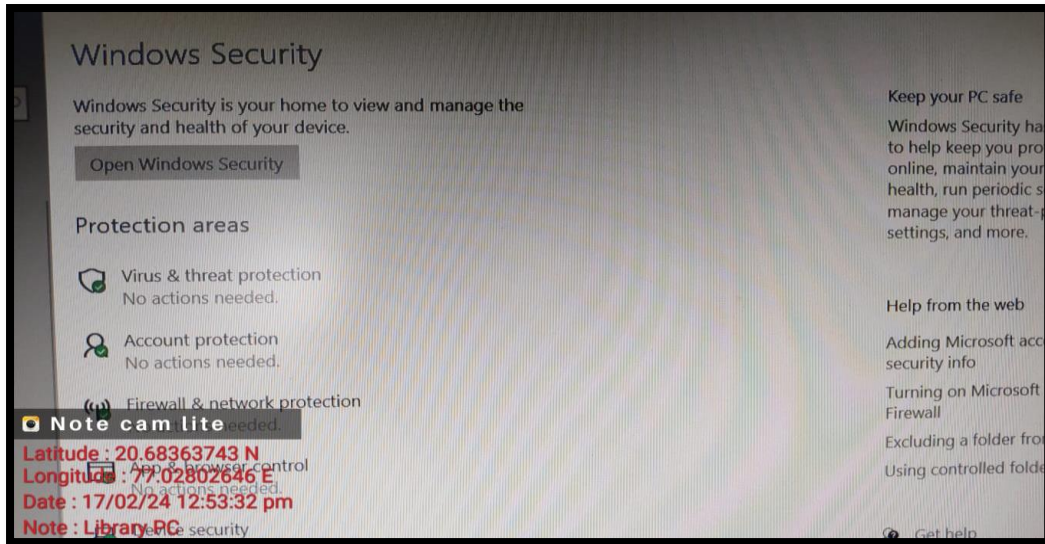 Windows Security
Windows Security is your home to view and manage the
security and health of your device.
Open Windows Security
Protection areas
Virus & threat protection
No actions needed.
Account protection
No actions needed.
Firewall & network protection
needed.
App & browser control
No actions needed.
security
Keep your PC safe
Windows Security ha
to help keep you pro
online, maintain your
health, run periodic s
manage your threat-p
settings, and more.
Help from the web
Adding Microsoft acc
security info
Turning on Microsoft
Firewall
Excluding a folder fro
Using controlled folde
Get help
Note cam lite
Latitude : 20.68363743 N
Longitude : 77.02802646 E
Date : 17/02/24 12:53:32 pm
Note : Library PC